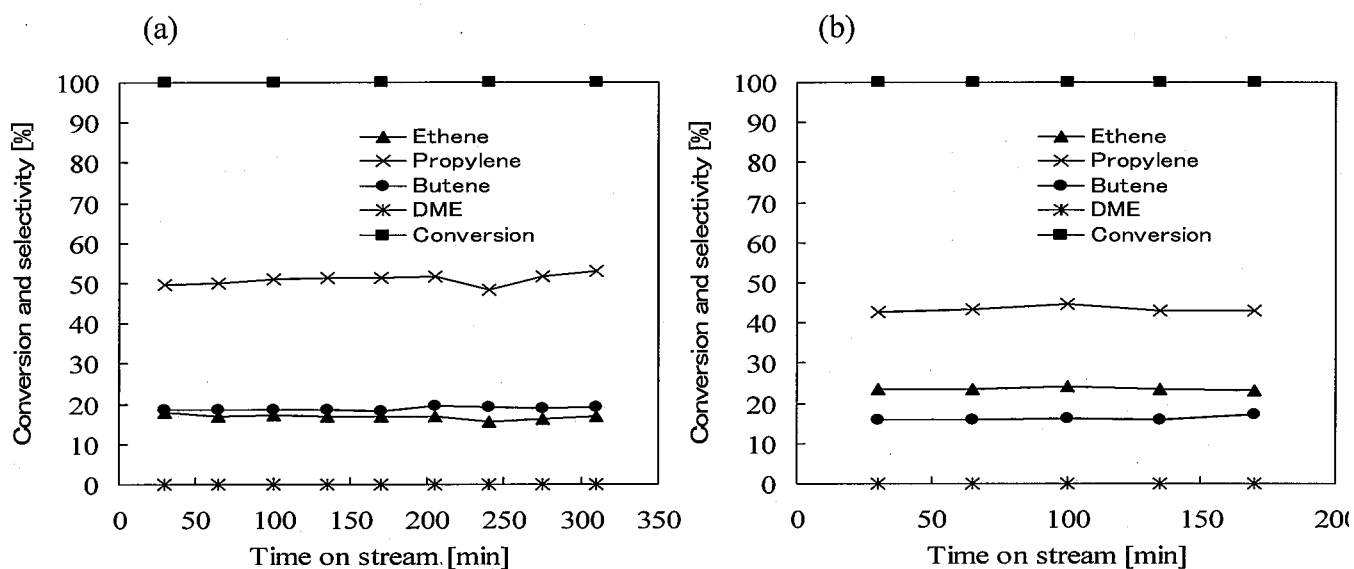 (a)
Conversion and selectivity [%]
100
90
80
70
60
50
40
30
20
10
0
Ethene
Propylene
Butene
DME
Conversion
0 50 100 150 200 250 300 350
Time on stream. [min]
(b)
Conversion and selectivity [%]
100
90
80
70
60
50
40
30
20
10
0
Ethene
Propylene
Butene
DME
Conversion
0 50 100 150 200
Time on stream [min]